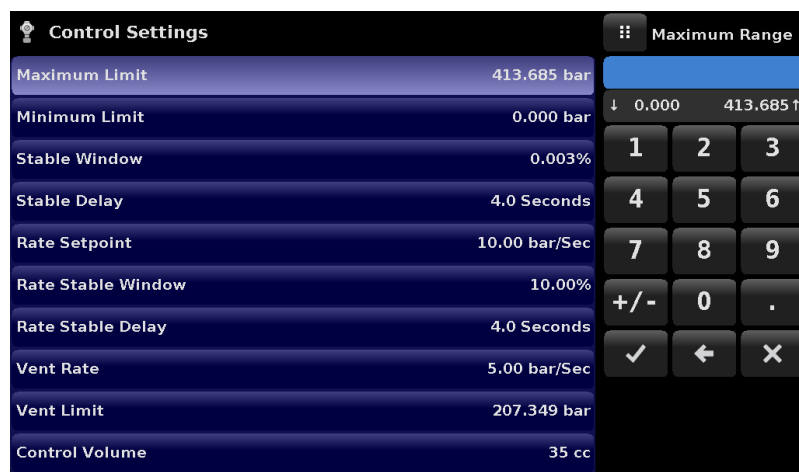 Control Settings
Maximum Limit 413.685 bar
Minimum Limit 0.000 bar
Stable Window 0.003%
Stable Delay 4.0 Seconds
Rate Setpoint 10.00 bar/Sec
Rate Stable Window 10.00%
Rate Stable Delay 4.0 Seconds
Vent Rate 5.00 bar/Sec
Vent Limit 207.349 bar
Control Volume 35 cc
Maximum Range
↓ 0.000 413.685↑
1 2 3
4 5 6
7 8 9
+/- 0 .